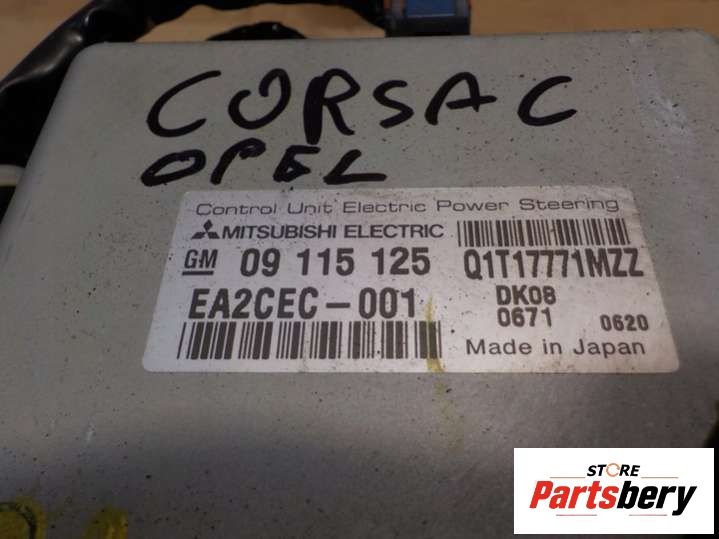 CORSA C
OPEL
Control Unit Electric Power Steering
MITSUBISHI ELECTRIC
GM 09 115 125 Q1T17771MZZ
EA2CEC-001 DK08
0671 0620
Made in Japan
STORE
Partsbery